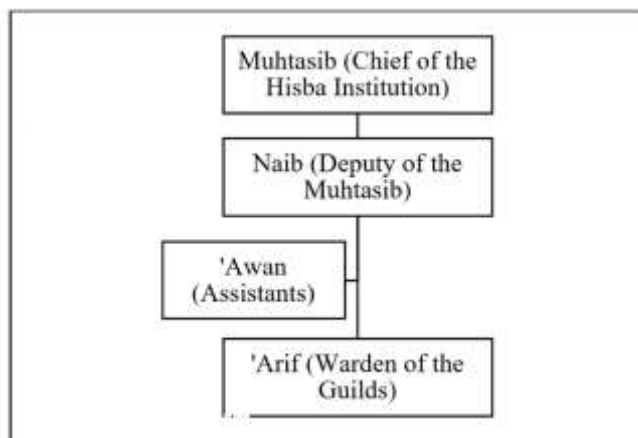 Muhtasib (Chief of the
Hisba Institution)
Naib (Deputy of the
Muhtasib)
'Awan
(Assistants)
'Arif (Warden of the
Guilds)